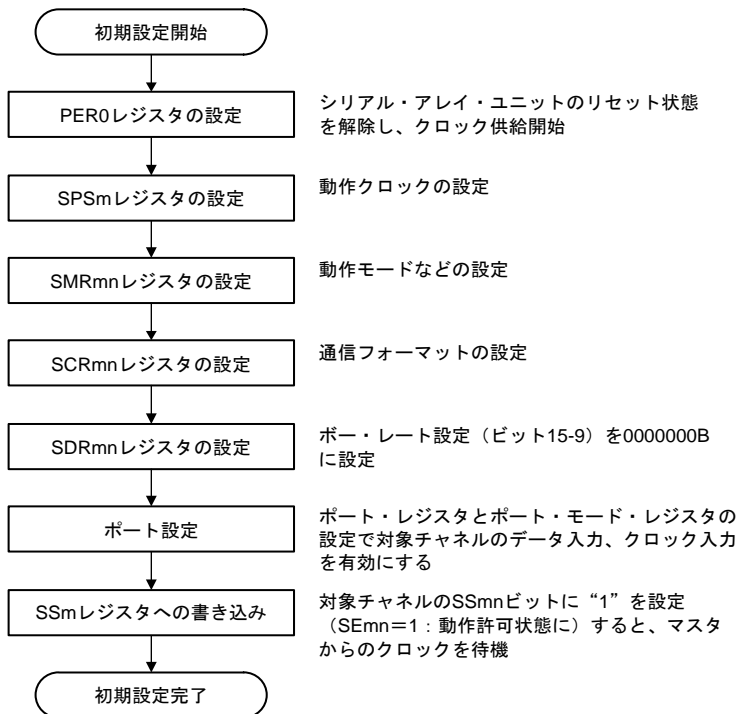 初期設定開始
PER0レジスタの設定
シリアル・アレイ・ユニットのリセット状態
を解除し、クロック供給開始
SPSmレジスタの設定
動作クロックの設定
SMRmnレジスタの設定
動作モードなどの設定
SCRmnレジスタの設定
通信フォーマットの設定
SDRmnレジスタの設定
ボー・レート設定（ビット15-9）を0000000B
に設定
ポート設定
ポート・レジスタとポート・モード・レジスタの
設定で対象チャネルのデータ入力、クロック入力
を有効にする
SSmレジスタへの書き込み
対象チャネルのSSmnビットに“1”を設定
（SEmn＝1：動作許可状態に）すると、マスタ
からのクロックを待機
初期設定完了